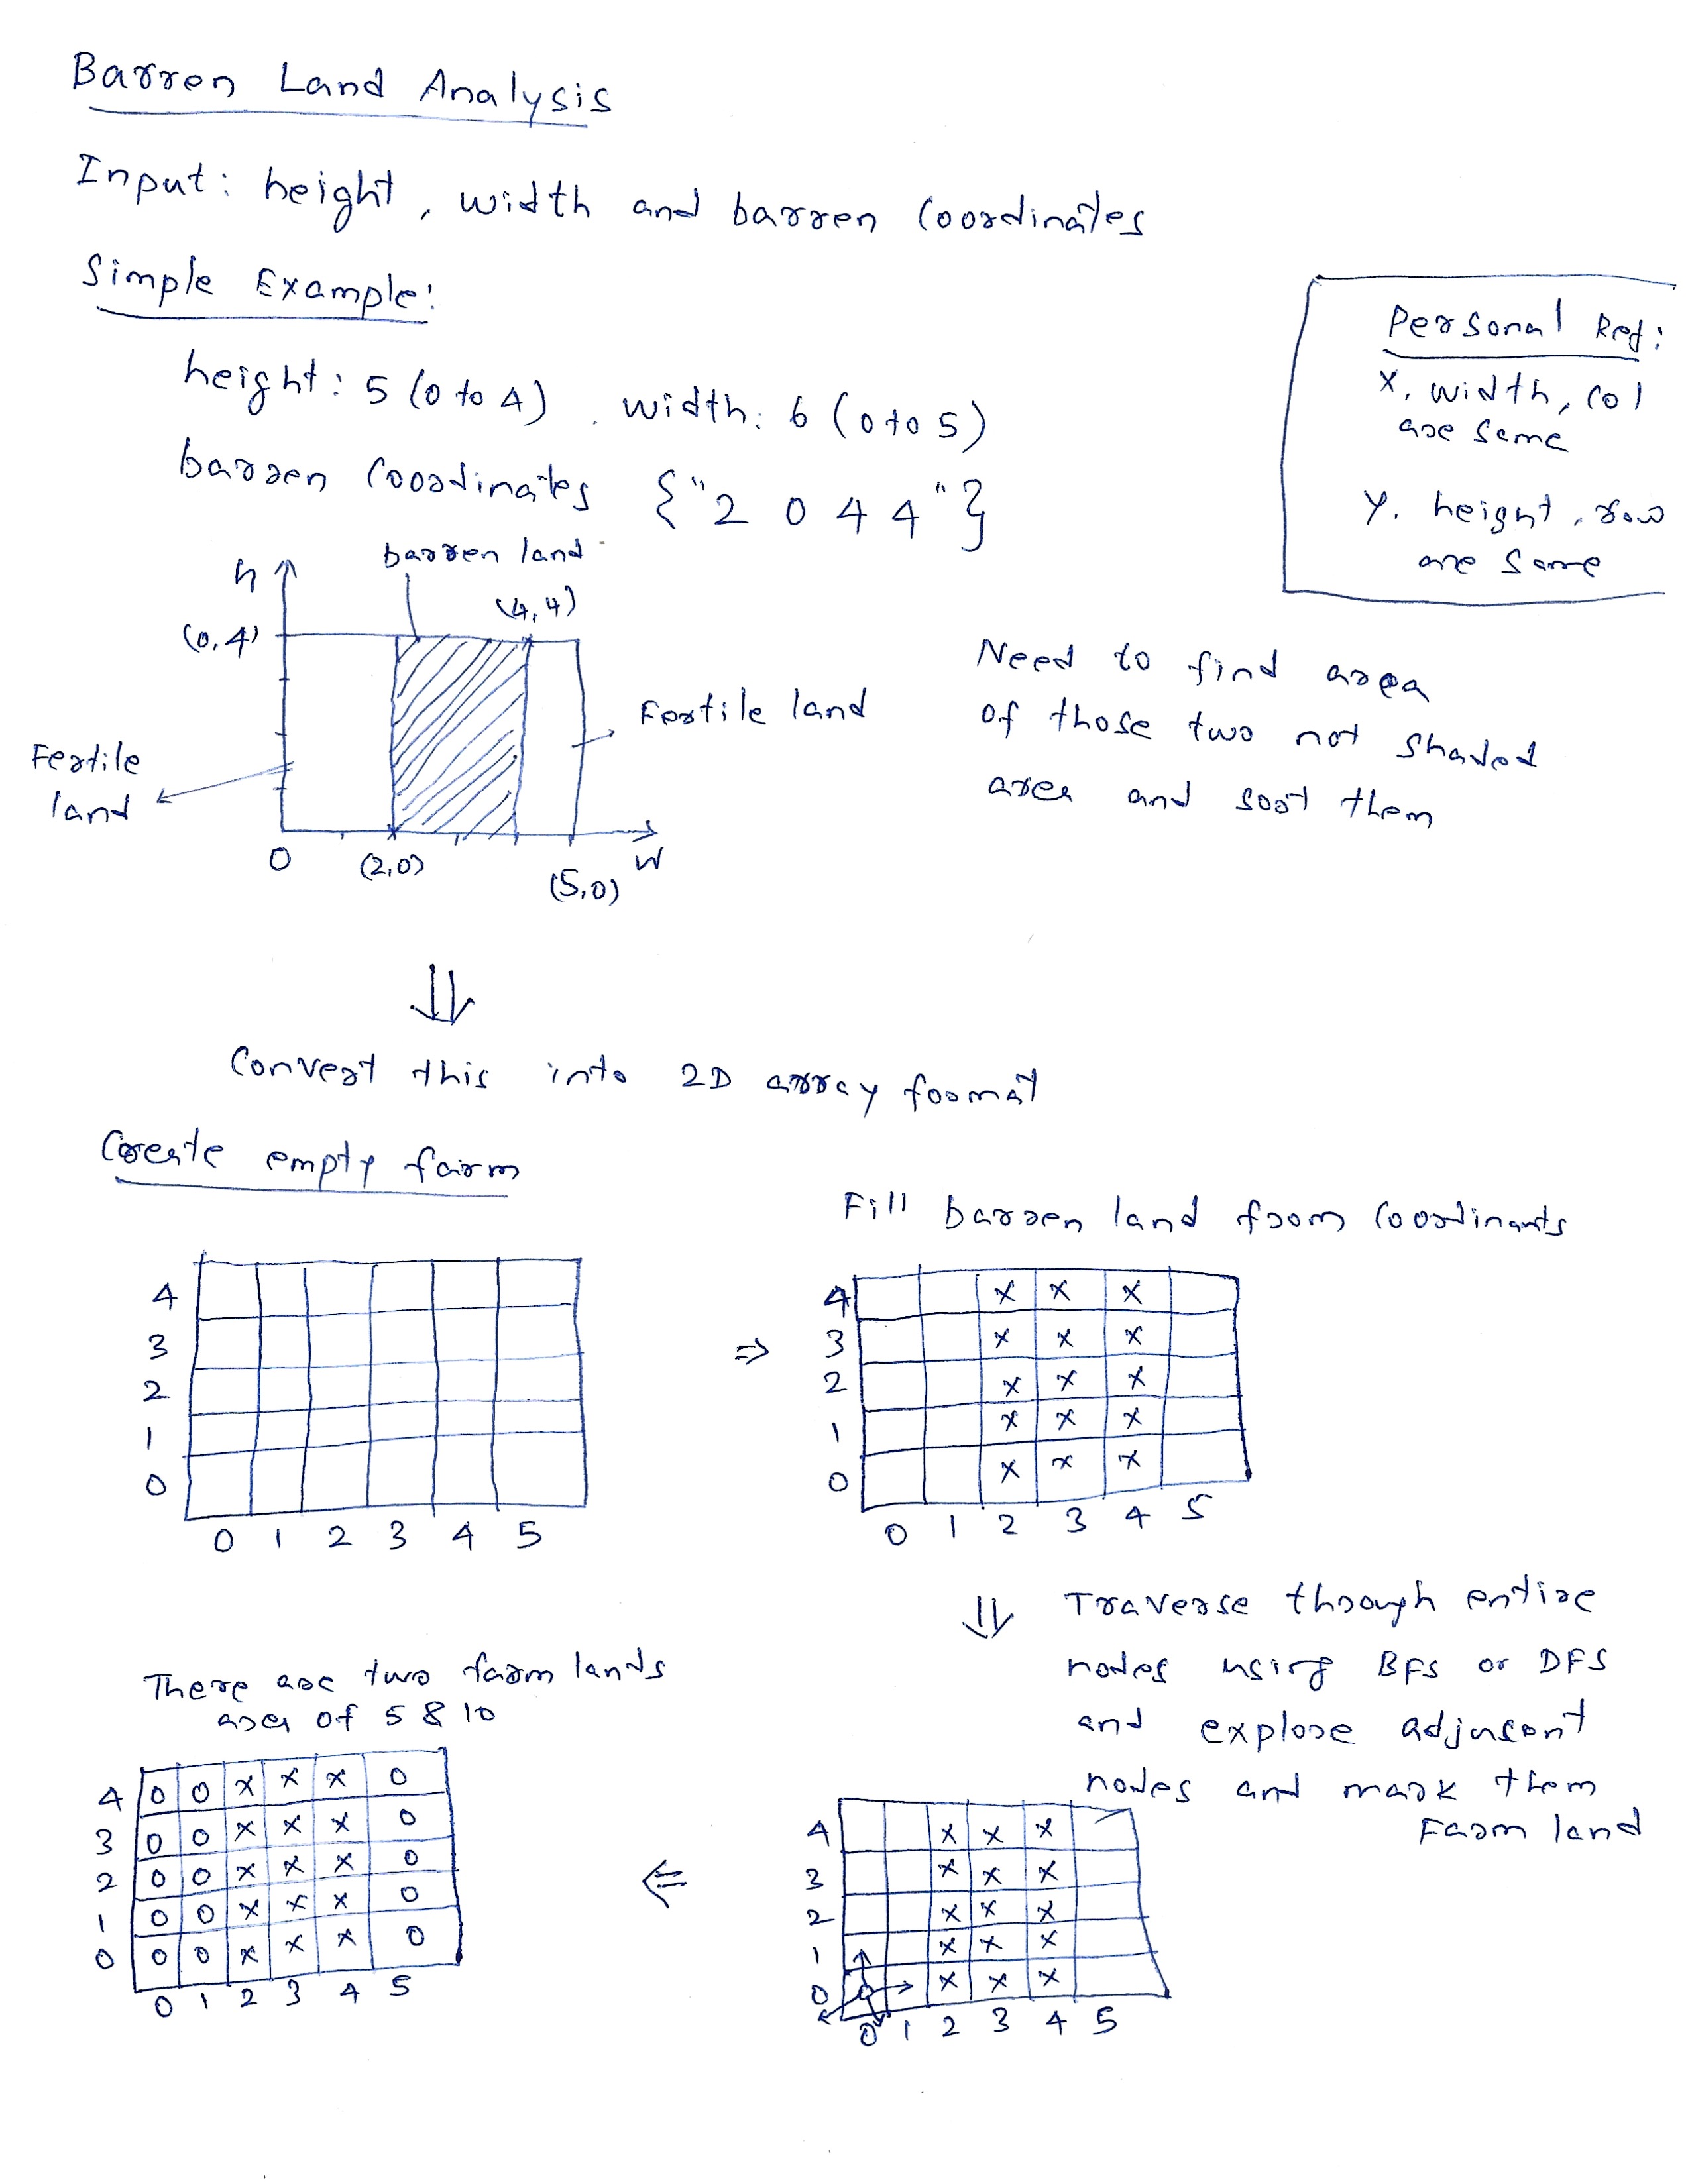 Barren Land Analysis
Input: height, width and barren coordinates
Simple Example:
height: 5 (0 to 4), width: 6 (0 to 5)
barren coordinates {"2 0 4 4"}
Personal Ref:
X, width, col
are same
Y, height, row
are same
barren land
h
(4,4)
(0,4)
Fertile land
Fertile
land
0
(2,0)
(5,0)
W
Need to find area
of those two not shaded
area and sort them
Convert this into 2D array format
Create empty farm
4
3
2
1
0
0 1 2 3 4 5
Fill barren land from coordinants
4 x x x
3 x x x
2 x x x
1 x x x
0 x x x
0 1 2 3 4 5
Traverse through entire
nodes using BFS or DFS
and explore adjucent
nodes and mark them
Farm land
4 x x x
3 x x x
2 x x x
1 x x x
0 x x x
0 1 2 3 4 5
There are two farm lands
area of 5 & 10
4 0 0 x x x 0
3 0 0 x x x 0
2 0 0 x x x 0
1 0 0 x x x 0
0 0 0 x x x 0
0 1 2 3 4 5